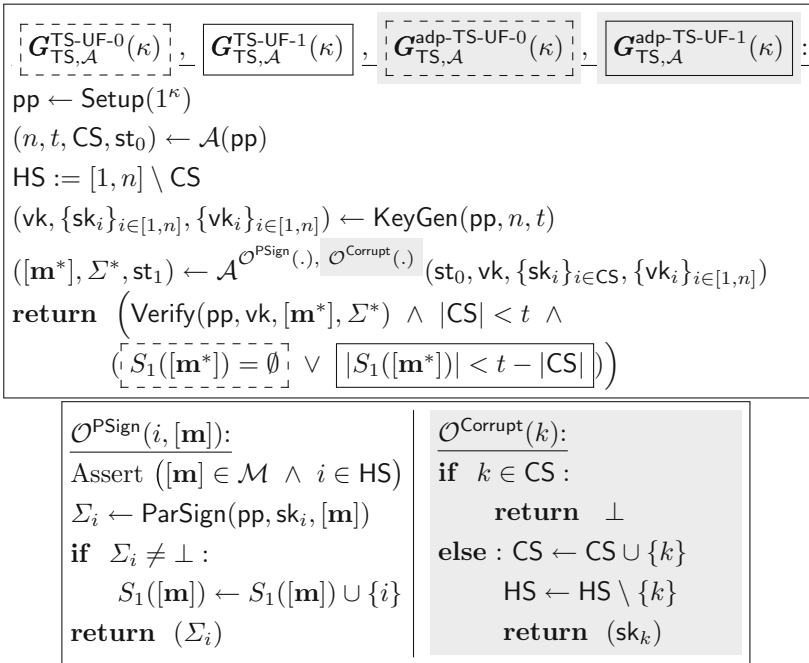 G^{TS-UF-0}_{TS,𝒜}(κ), G^{TS-UF-1}_{TS,𝒜}(κ), G^{adp-TS-UF-0}_{TS,𝒜}(κ), G^{adp-TS-UF-1}_{TS,𝒜}(κ):
pp ← Setup(1^κ)
(n, t, CS, st_0) ← 𝒜(pp)
HS := [1, n] \ CS
(vk, {sk_i}_{i∈[1,n]}, {vk_i}_{i∈[1,n]}) ← KeyGen(pp, n, t)
([m*], Σ*, st_1) ← 𝒜^{𝒪^{PSign}(.), 𝒪^{Corrupt}(.)}(st_0, vk, {sk_i}_{i∈CS}, {vk_i}_{i∈[1,n]})
return (Verify(pp, vk, [m*], Σ*) ∧ |CS| < t ∧
(S_1([m*]) = ∅ ∨ |S_1([m*])| < t − |CS|))
𝒪^{PSign}(i, [m]):
Assert ([m] ∈ ℳ ∧ i ∈ HS)
Σ_i ← ParSign(pp, sk_i, [m])
if Σ_i ≠ ⊥ :
S_1([m]) ← S_1([m]) ∪ {i}
return (Σ_i)
𝒪^{Corrupt}(k):
if k ∈ CS :
return ⊥
else : CS ← CS ∪ {k}
HS ← HS \ {k}
return (sk_k)